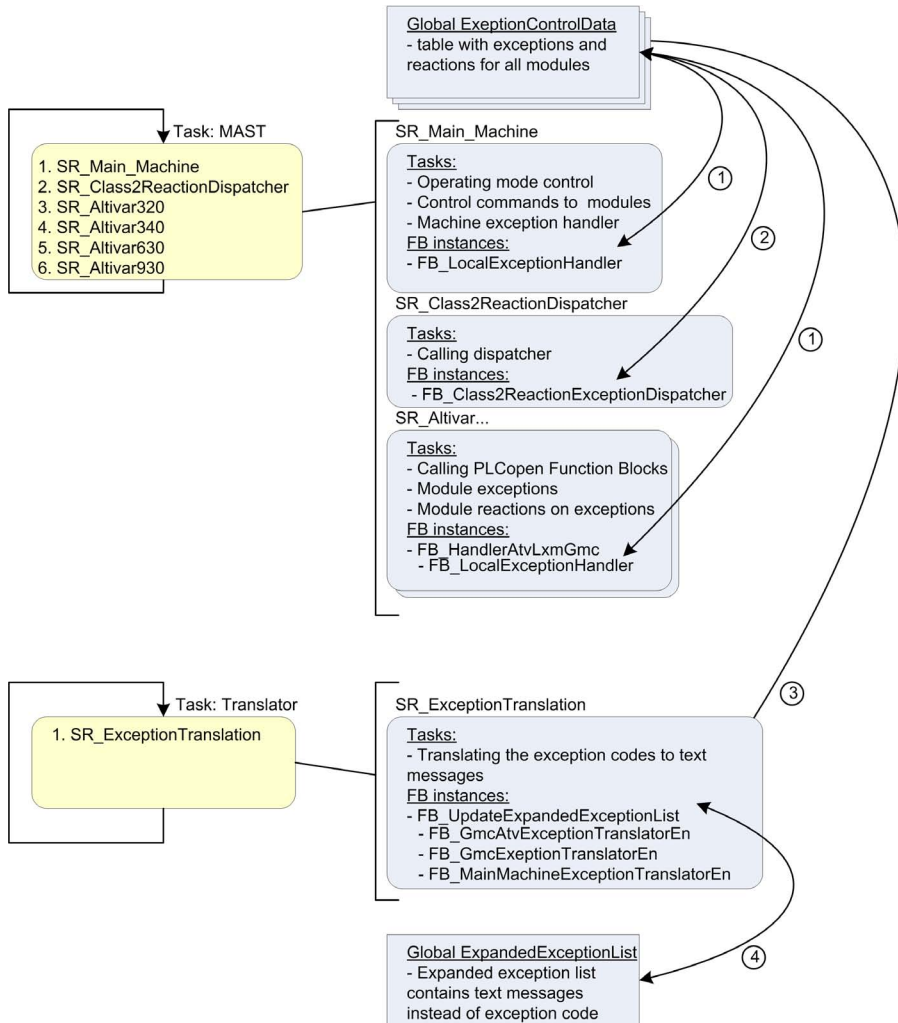 Global ExeptionControlData
- table with exceptions and
reactions for all modules
Task: MAST
1. SR_Main_Machine
2. SR_Class2ReactionDispatcher
3. SR_Altivar320
4. SR_Altivar340
5. SR_Altivar630
6. SR_Altivar930
SR_Main_Machine
Tasks:
- Operating mode control
- Control commands to modules
- Machine exception handler
FB instances:
- FB_LocalExceptionHandler
1
2
SR_Class2ReactionDispatcher
Tasks:
- Calling dispatcher
FB instances:
- FB_Class2ReactionExceptionDispatcher
1
SR_Altivar...
Tasks:
- Calling PLCopen Function Blocks
- Module exceptions
- Module reactions on exceptions
FB instances:
- FB_HandlerAtvLxmGmc
- FB_LocalExceptionHandler
3
Task: Translator
1. SR_ExceptionTranslation
SR_ExceptionTranslation
Tasks:
- Translating the exception codes to text
messages
FB instances:
- FB_UpdateExpandedExceptionList
- FB_GmcAtvExceptionTranslatorEn
- FB_GmcExeptionTranslatorEn
- FB_MainMachineExceptionTranslatorEn
4
Global ExpandedExceptionList
- Expanded exception list
contains text messages
instead of exception code